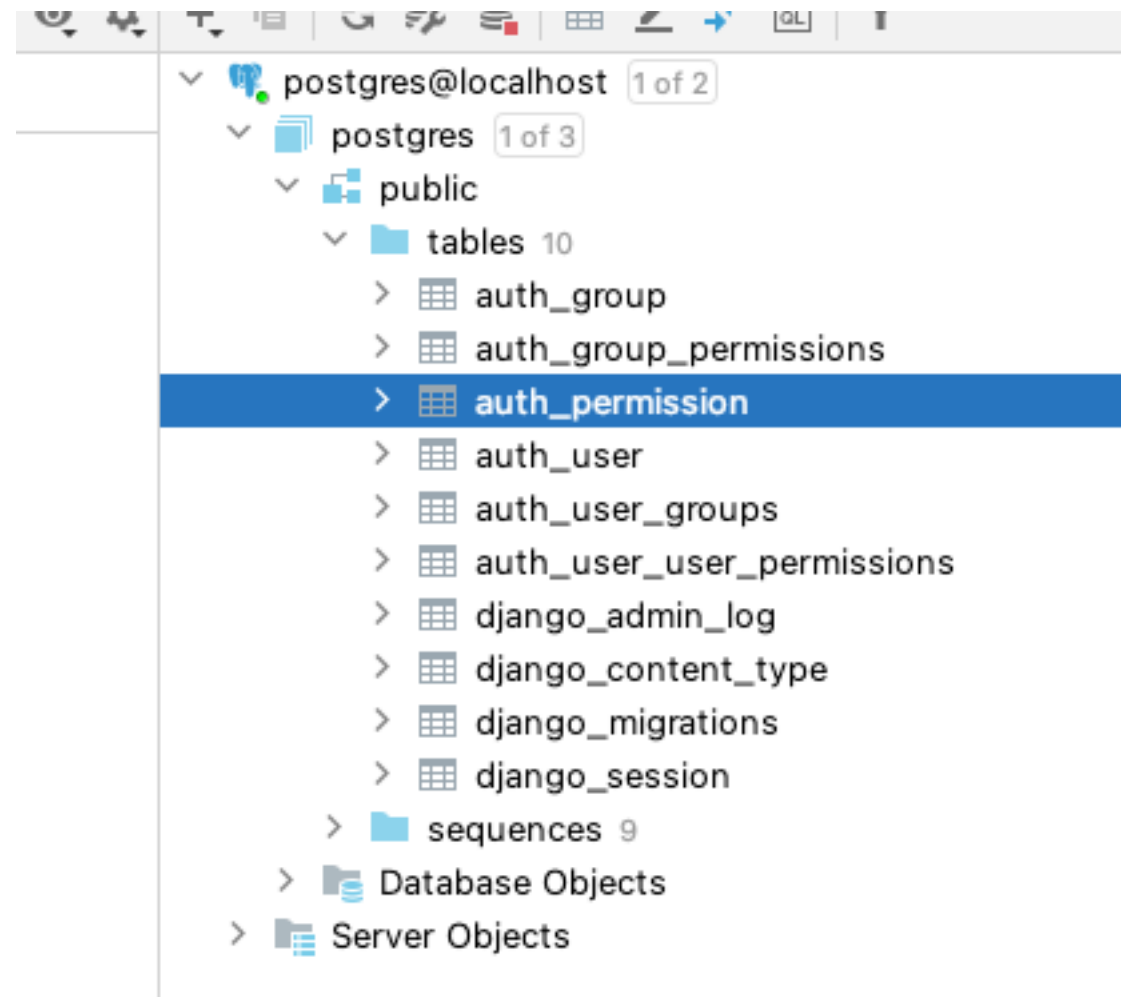 QL
postgres@localhost 1 of 2
postgres 1 of 3
public
tables 10
auth_group
auth_group_permissions
auth_permission
auth_user
auth_user_groups
auth_user_user_permissions
django_admin_log
django_content_type
django_migrations
django_session
sequences 9
Database Objects
Server Objects